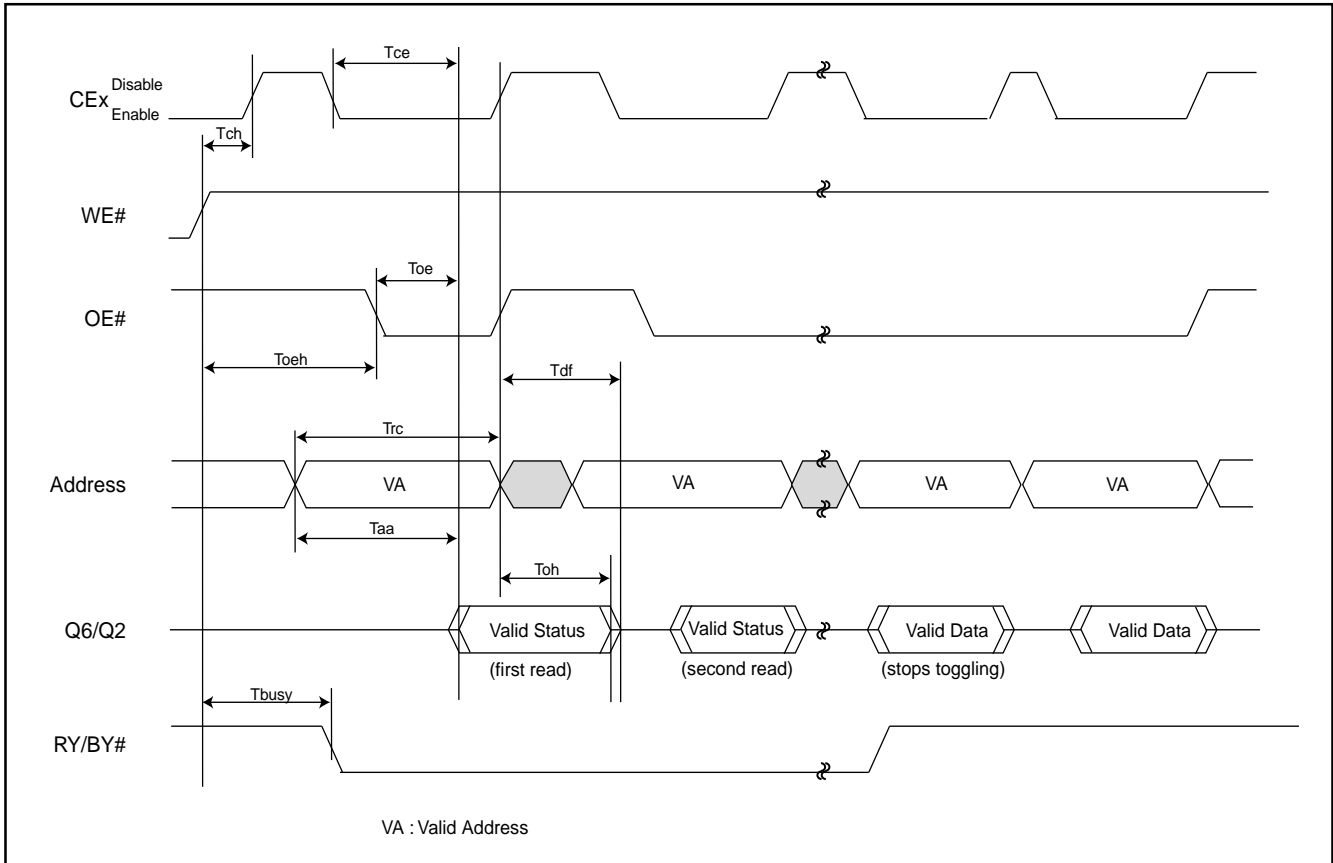 Disable
CEx
Enable
Tce
Tch
WE#
Toe
OE#
Toeh
Tdf
Trc
Address
VA
VA
VA
VA
Taa
Toh
Q6/Q2
Valid Status
Valid Status
Valid Data
Valid Data
(first read)
(second read)
(stops toggling)
Tbusy
RY/BY#
VA : Valid Address